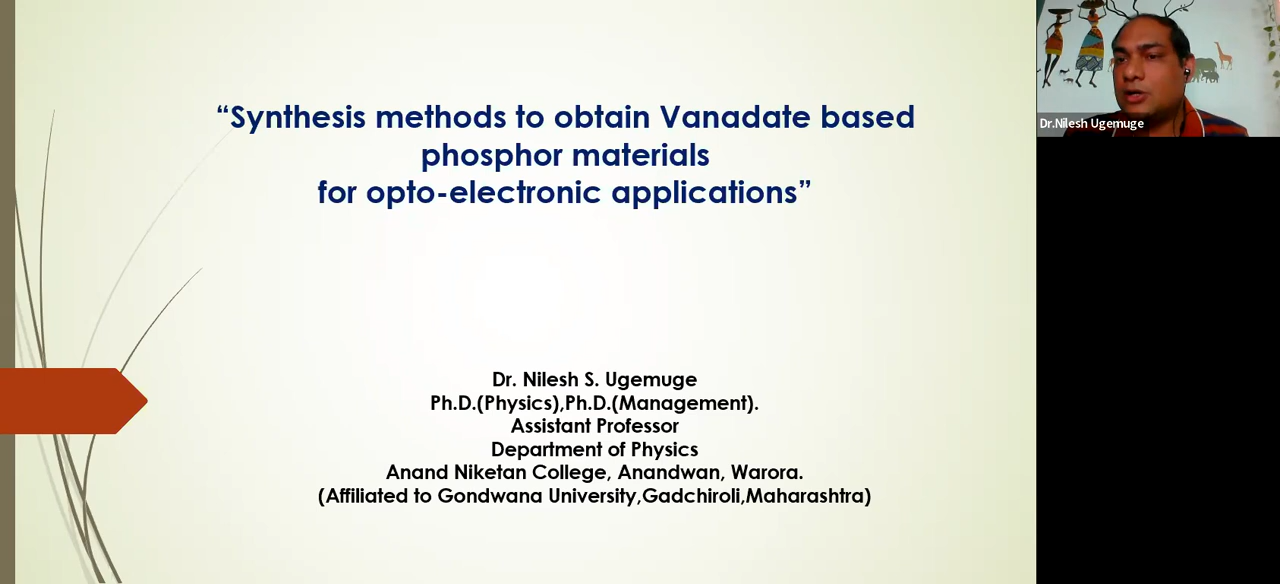 “Synthesis methods to obtain Vanadate based
phosphor materials
for opto-electronic applications”
Dr. Nilesh S. Ugemuge
Ph.D.(Physics),Ph.D.(Management).
Assistant Professor
Department of Physics
Anand Niketan College, Anandwan, Warora.
(Affiliated to Gondwana University,Gadchiroli,Maharashtra)
Dr.Nilesh Ugemuge